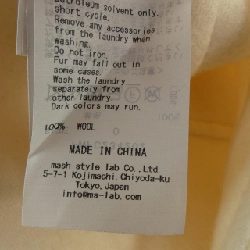 Petroleum solvent only.
Short cycle.
Remove any accessories
from the laundry when
washing.
Do not iron.
Fur may fall out in
some cases.
Wash the laundry
separately from
other laundry.
Dark colors may run.
100% WOOL
MADE IN CHINA
mash style lab Co.,Ltd
5-7-1 Kojimachi,Chiyoda-ku
Tokyo,Japan
info@ms-lab.com